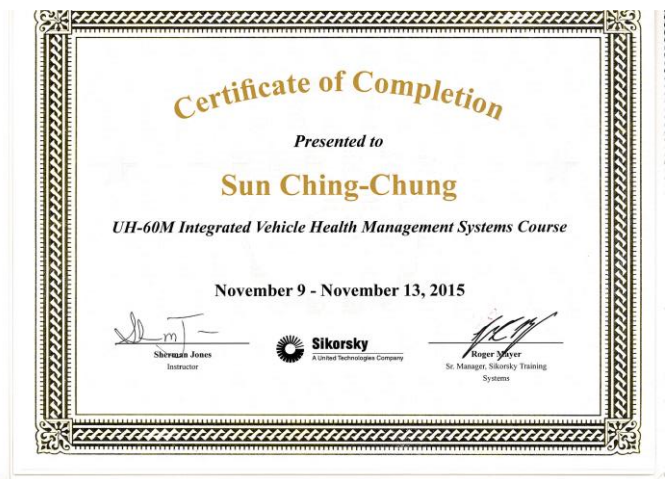 Certificate of Completion
Presented to
Sun Ching-Chung
UH-60M Integrated Vehicle Health Management Systems Course
November 9 - November 13, 2015
Sherman Jones
Instructor
Sikorsky
A United Technologies Company
Roger Mayer
Sr. Manager, Sikorsky Training
Systems